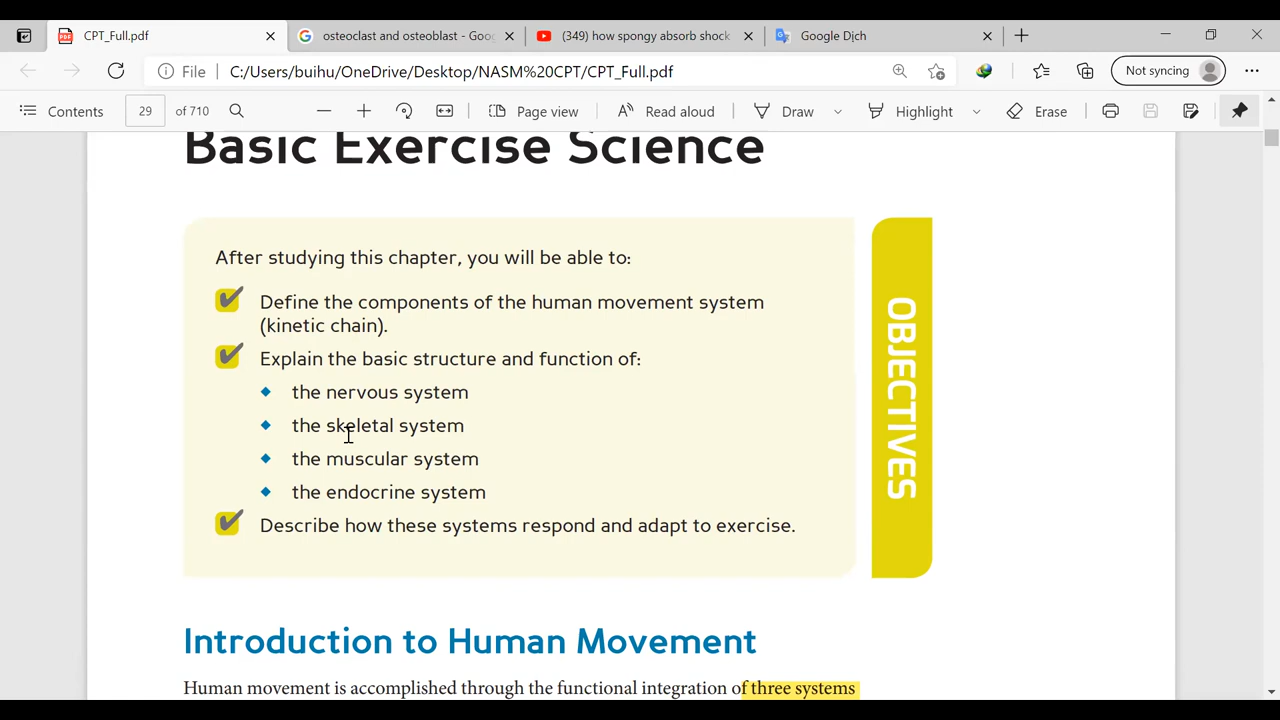 CPT_Full.pdf
osteoclast and osteoblast - Goog
(349) how spongy absorb shock
Google Dịch
File
C:/Users/buihu/OneDrive/Desktop/NASM%20CPT/CPT_Full.pdf
Not syncing
Contents
29
of 710
Page view
Read aloud
Draw
Highlight
Erase
Basic Exercise Science
After studying this chapter, you will be able to:
Define the components of the human movement system
(kinetic chain).
Explain the basic structure and function of:
the nervous system
the skeletal system
the muscular system
the endocrine system
Describe how these systems respond and adapt to exercise.
OBJECTIVES
Introduction to Human Movement
Human movement is accomplished through the functional integration of three systems